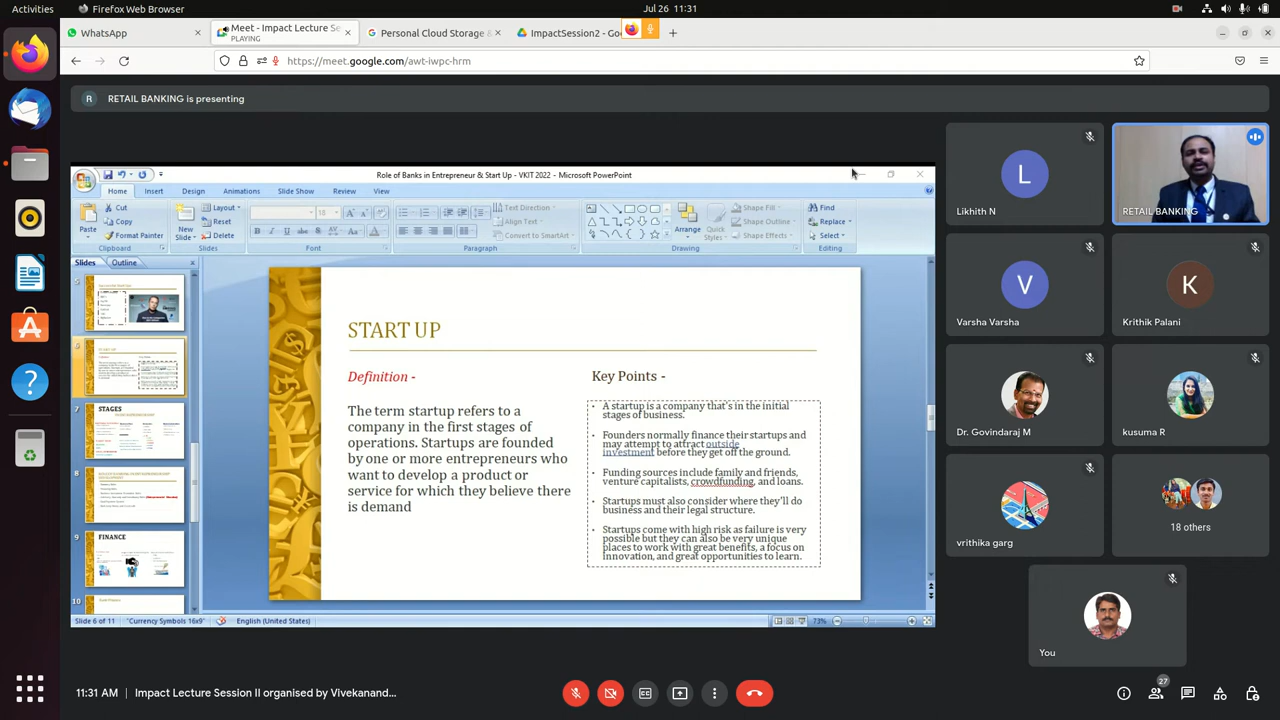 Activities
Firefox Web Browser
Jul 26 11:31
WhatsApp
Meet - Impact Lecture Se
PLAYING
Personal Cloud Storage &
ImpactSession2 - Go
https://meet.google.com/awt-iwpc-hrm
R
RETAIL BANKING is presenting
Role of Banks in Entrepreneur & Start Up - VKIT 2022 - Microsoft PowerPoint
Home
Insert
Design
Animations
Slide Show
Review
View
Paste
Cut
Copy
Format Painter
Clipboard
New
Slide
Layout
Reset
Delete
Slides
18
Font
Text Direction
Align Text
Convert to SmartArt
Paragraph
Arrange
Quick
Styles
Shape Fill
Shape Outline
Shape Effects
Drawing
Find
Replace
Select
Editing
Slides
Outline
START UP
Definition -
The term startup refers to a
company in the first stages of
operations. Startups are founded
by one or more entrepreneurs who
want to develop a product or
service for which they believe there
is demand
Key Points -
• A startup is a company that's in the initial
stages of business.
• Founders normally finance their startups and
may attempt to attract outside
investment before they get off the ground.
• Funding sources include family and friends,
venture capitalists, crowdfunding, and loans.
• Startups must also consider where they'll do
business and their legal structure.
• Startups come with high risk as failure is very
possible but they can also be very unique
places to work with great benefits, a focus on
innovation, and great opportunities to learn.
6
7
STAGES
8
9
FINANCE
10
Slide 6 of 11
"Currency Symbols 16x9"
English (United States)
73%
L
Likhith N
RETAIL BANKING
V
Varsha Varsha
K
Krithik Palani
Dr. Govindaraj M
kusuma R
vrithika garg
18 others
You
11:31 AM
Impact Lecture Session II organised by Vivekanand...
27